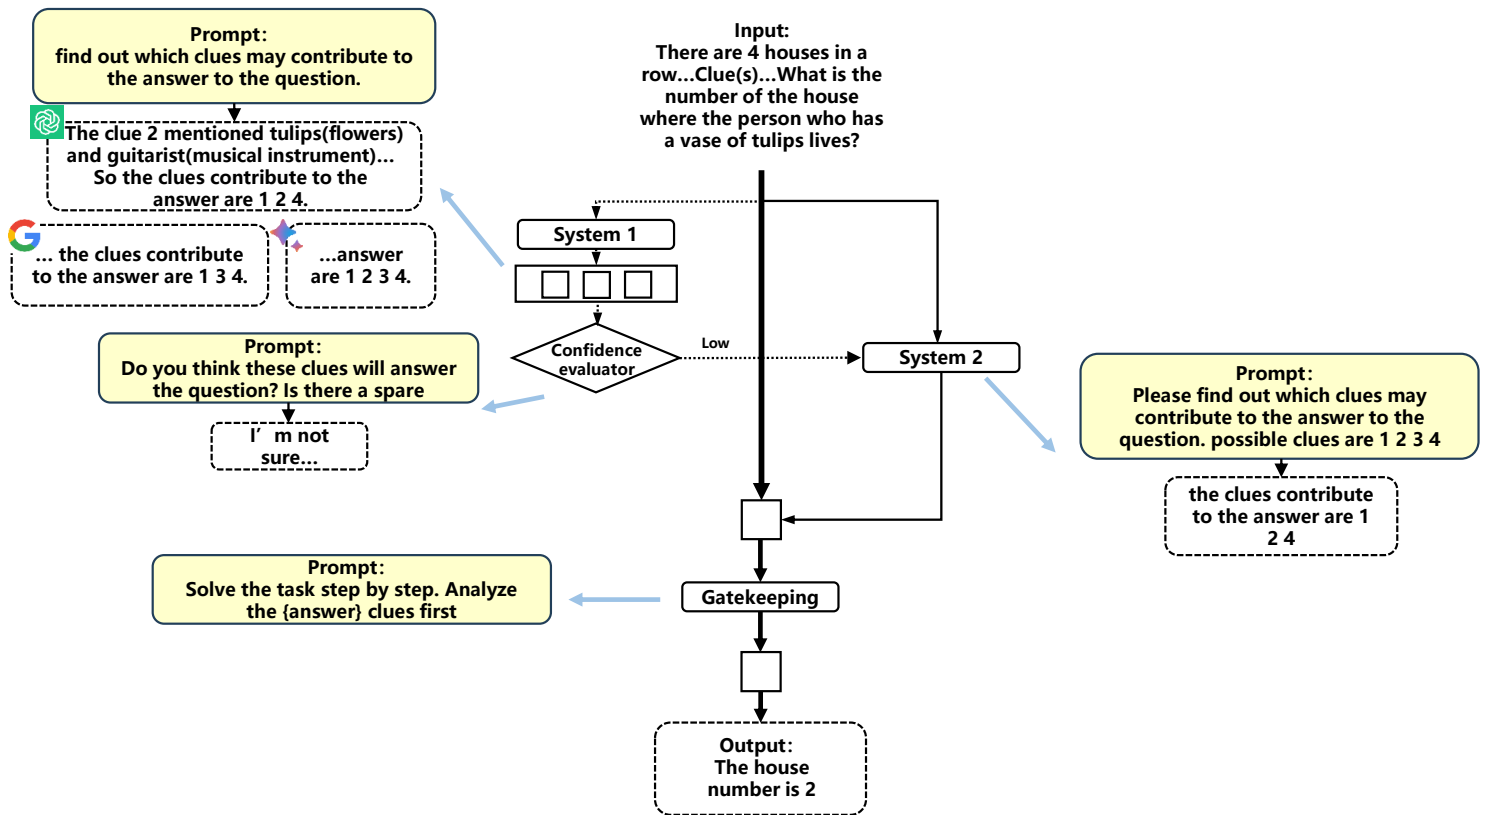 Prompt:
find out which clues may contribute to
the answer to the question.
The clue 2 mentioned tulips(flowers)
and guitarist(musical instrument)...
So the clues contribute to the
answer are 1 2 4.
... the clues contribute
to the answer are 1 3 4.
...answer
are 1 2 3 4.
Input:
There are 4 houses in a
row...Clue(s)...What is the
number of the house
where the person who has
a vase of tulips lives?
System 1
Confidence
evaluator
Low
System 2
Prompt:
Do you think these clues will answer
the question? Is there a spare
I'm not
sure...
Prompt:
Please find out which clues may
contribute to the answer to the
question. possible clues are 1 2 3 4
the clues contribute
to the answer are 1
2 4
Prompt:
Solve the task step by step. Analyze
the {answer} clues first
Gatekeeping
Output:
The house
number is 2